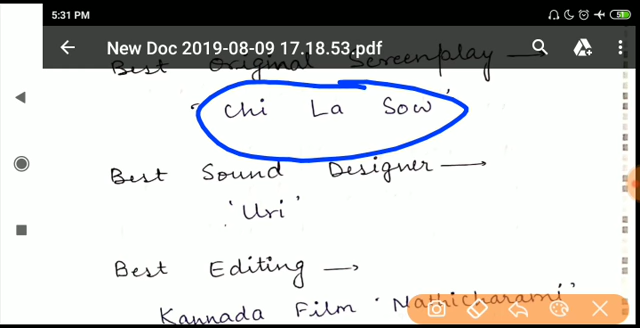 5:31 PM
51
New Doc 2019-08-09 17.18.53.pdf
Best Original Screenplay →
' Chi La Sow '
Best Sound Designer →
'Uri'
Best Editing →
Kannada Film 'Nathicharami'